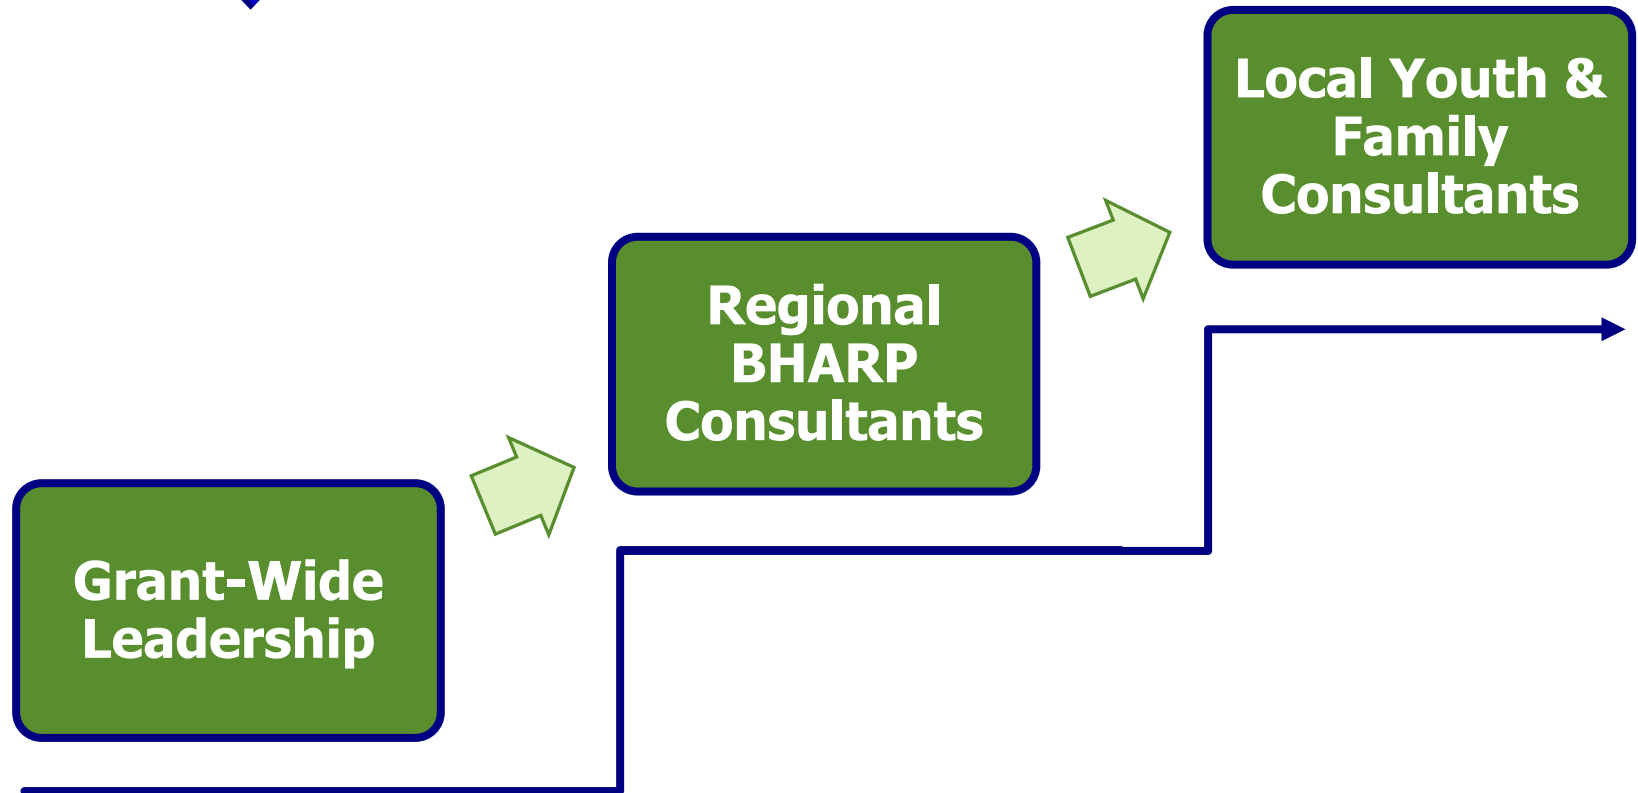 Local Youth &
Family
Consultants
Regional
BHARP
Consultants
Grant-Wide
Leadership